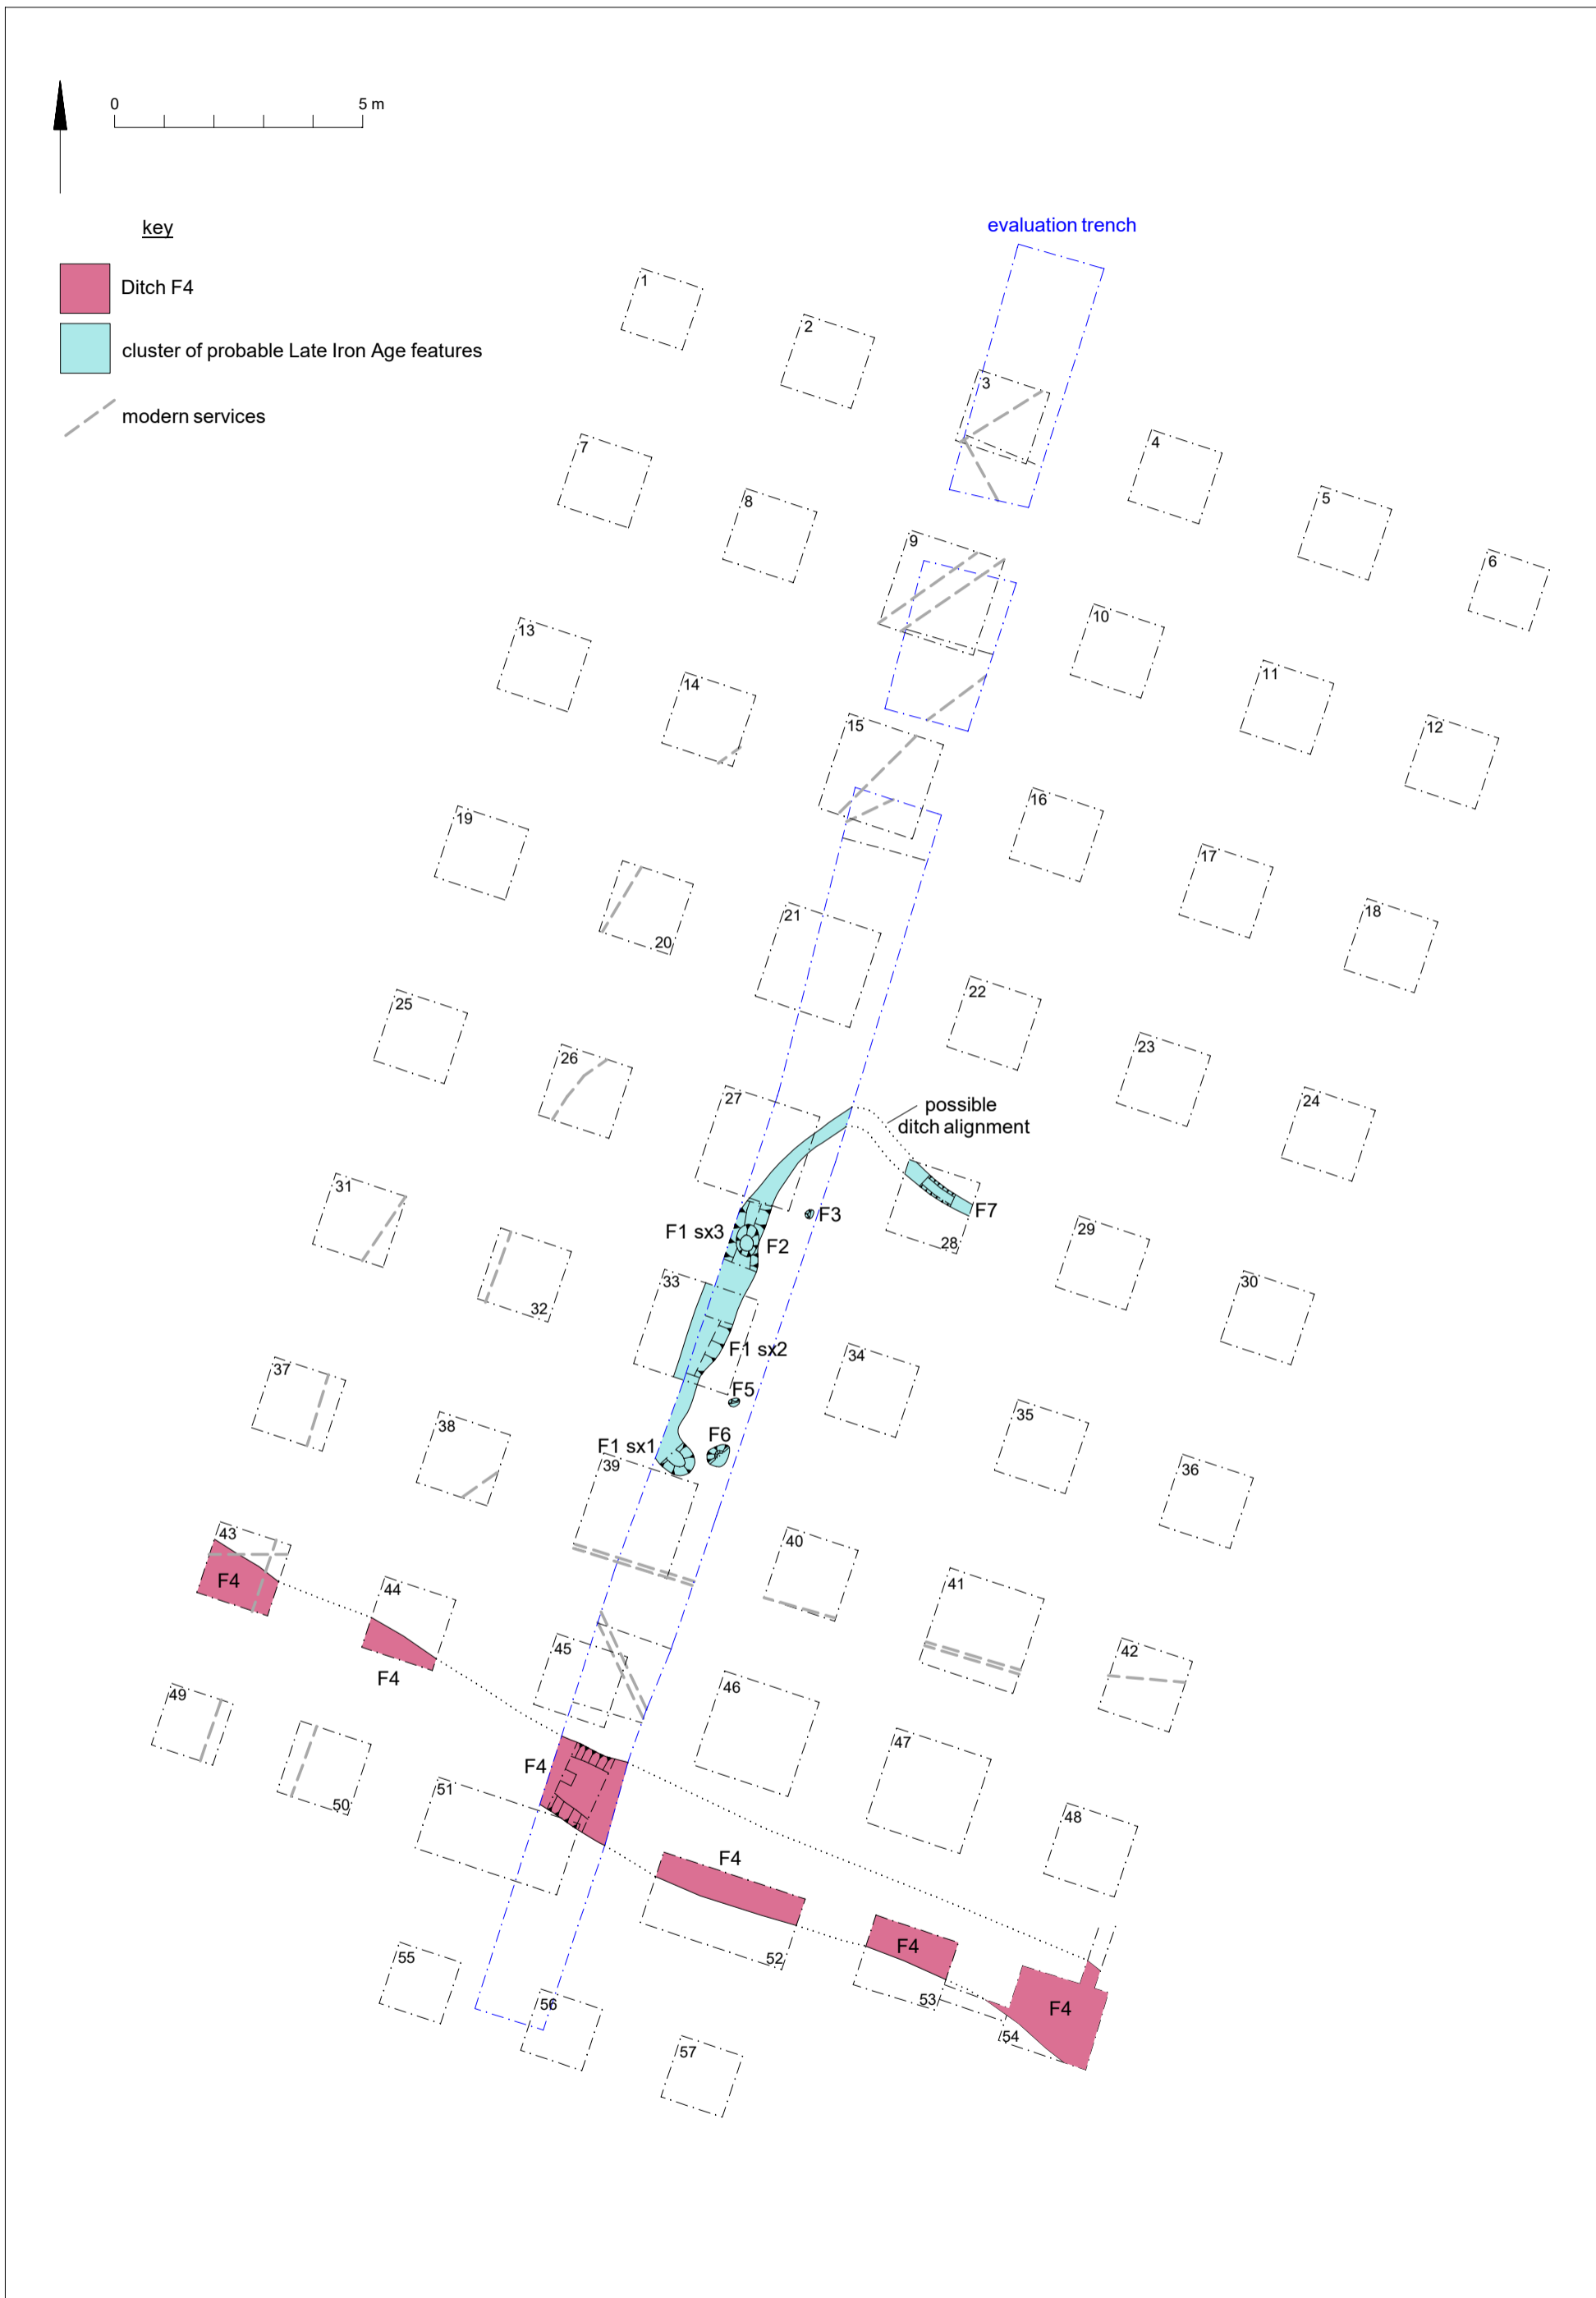 0 5 m
key
evaluation trench
Ditch F4
cluster of probable Late Iron Age features
modern services
1
2
3
4
5
6
7
8
9
10
11
12
13
14
15
16
17
18
19
20
21
22
23
24
25
26
27
possible
ditch alignment
28
F7
F3
F1 sx3
F2
29
30
31
32
33
F1 sx2
34
35
36
37
38
F5
F6
F1 sx1
39
40
41
42
43
F4
44
F4
45
46
47
48
49
50
51
F4
F4
52
F4
53
F4
54
55
56
57